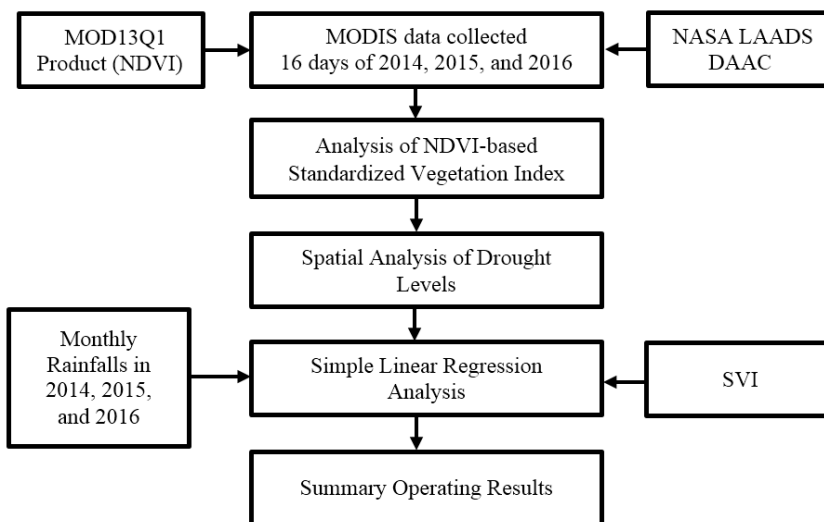 MOD13Q1
Product (NDVI)
MODIS data collected
16 days of 2014, 2015, and 2016
NASA LAADS
DAAC
Analysis of NDVI-based
Standardized Vegetation Index
Spatial Analysis of Drought
Levels
Monthly
Rainfalls in
2014, 2015,
and 2016
Simple Linear Regression
Analysis
SVI
Summary Operating Results